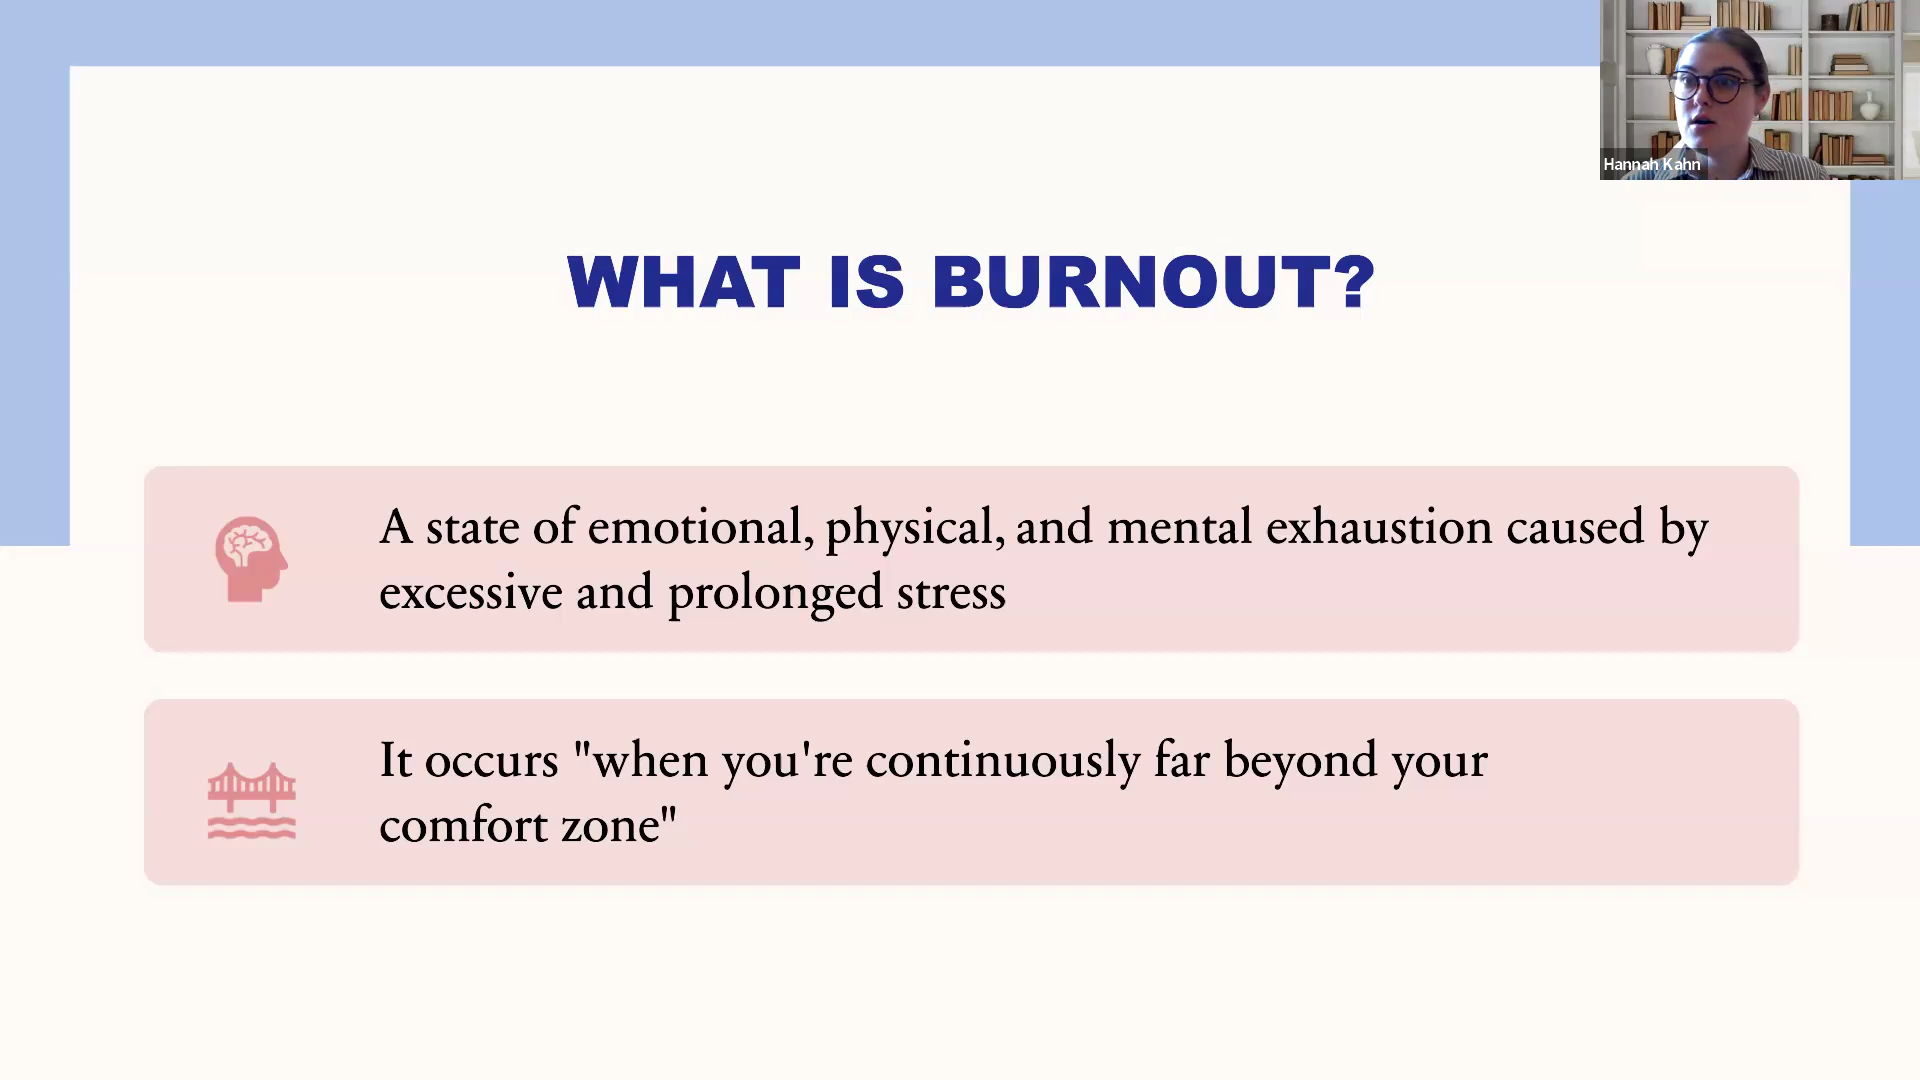 Hannah Kahn
WHAT IS BURNOUT?
A state of emotional, physical, and mental exhaustion caused by
excessive and prolonged stress
It occurs "when you're continuously far beyond your
comfort zone"